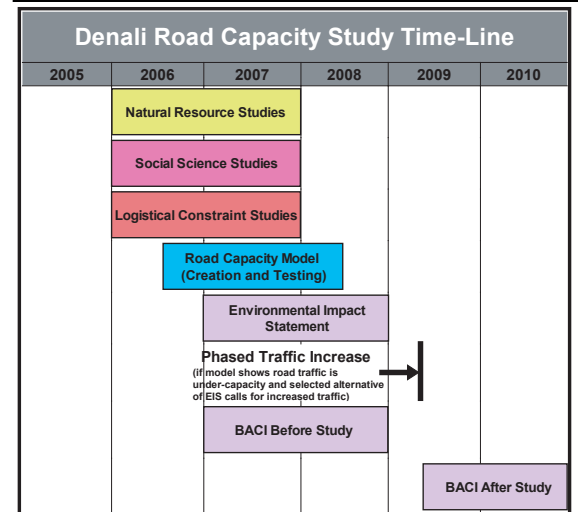 Denali Road Capacity Study Time-Line
2005 2006 2007 2008 2009 2010
Natural Resource Studies
Social Science Studies
Logistical Constraint Studies
Road Capacity Model
(Creation and Testing)
Environmental Impact
Statement
Phased Traffic Increase
(if model shows road traffic is
under-capacity and selected alternative
of EIS calls for increased traffic)
BACI Before Study
BACI After Study